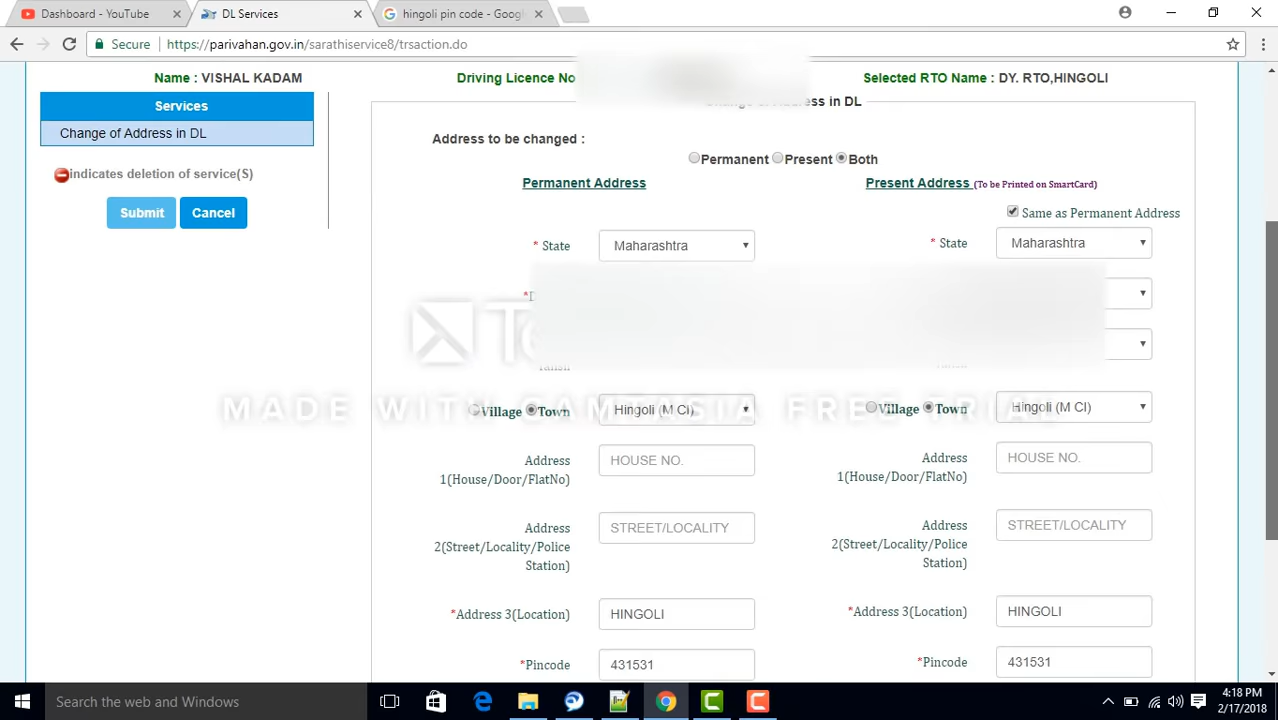 Dashboard - YouTube
DL Services
hingoli pin code - Goog
Secure
https://parivahan.gov.in/sarathiservice8/trsaction.do
Name : VISHAL KADAM
Driving Licence No
Selected RTO Name : DY. RTO,HINGOLI
Services
Change of Address in DL
indicates deletion of service(S)
Submit
Cancel
Change of Address in DL
Address to be changed :
Permanent
Present
Both
Permanent Address
Present Address (To be Printed on SmartCard)
Same as Permanent Address
* State
Maharashtra
* State
Maharashtra
MADE WITH CAMTASIA FREE TRIAL
Village
Town
Hingoli (M Cl)
Village
Town
Hingoli (M Cl)
Address
1(House/Door/FlatNo)
HOUSE NO.
Address
1(House/Door/FlatNo)
HOUSE NO.
Address
2(Street/Locality/Police
Station)
STREET/LOCALITY
Address
2(Street/Locality/Police
Station)
STREET/LOCALITY
*Address 3(Location)
HINGOLI
*Address 3(Location)
HINGOLI
*Pincode
431531
*Pincode
431531
Search the web and Windows
4:18 PM
2/17/2018